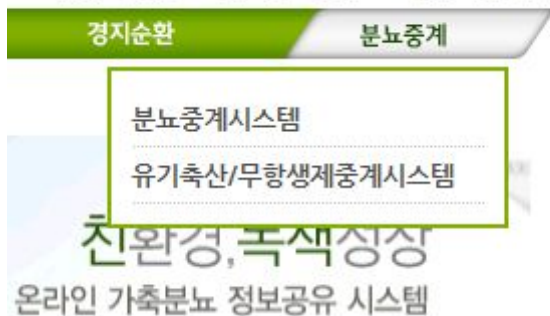 경지순환 분뇨중계
분뇨중계시스템
유기축산/무항생제중계시스템
친환경,녹색성장
온라인 가축분뇨 정보공유 시스템